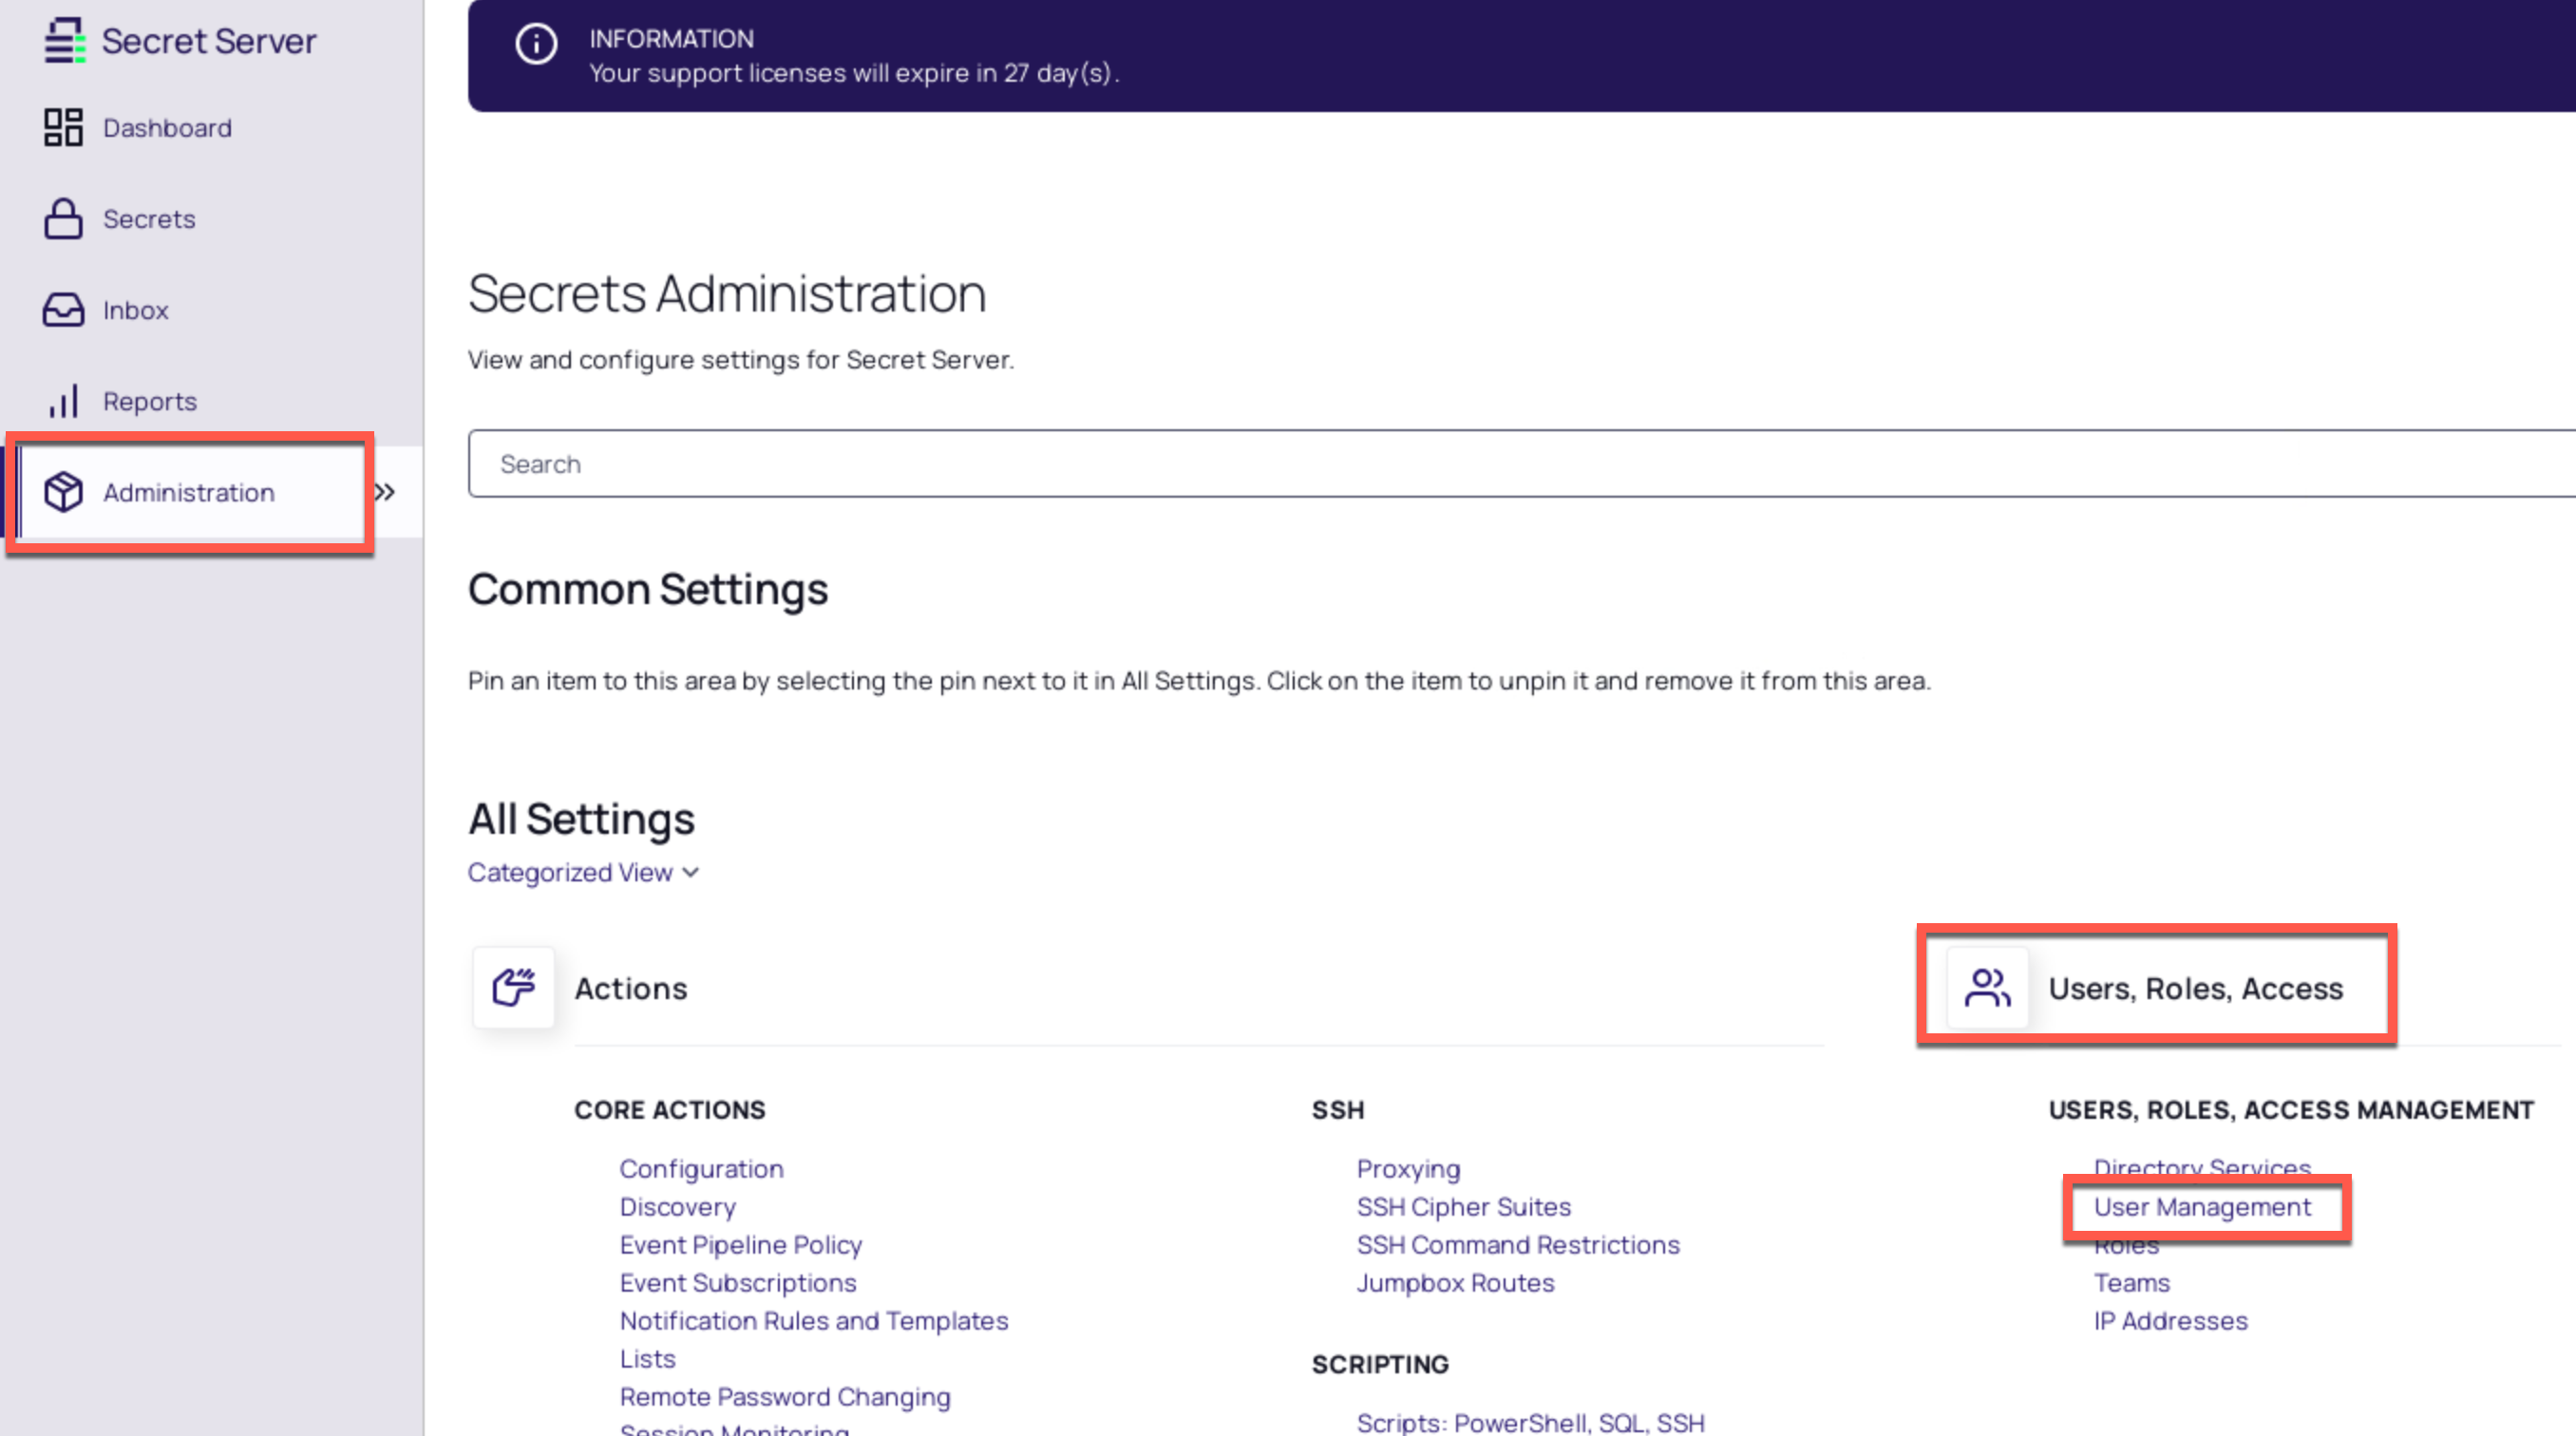 Secret Server
Dashboard
Secrets
Inbox
Reports
Administration
INFORMATION
Your support licenses will expire in 27 day(s).
Secrets Administration
View and configure settings for Secret Server.
Search
Common Settings
Pin an item to this area by selecting the pin next to it in All Settings. Click on the item to unpin it and remove it from this area.
All Settings
Categorized View
Actions
CORE ACTIONS
Configuration
Discovery
Event Pipeline Policy
Event Subscriptions
Notification Rules and Templates
Lists
Remote Password Changing
Session Monitoring
SSH
Proxying
SSH Cipher Suites
SSH Command Restrictions
Jumpbox Routes
SCRIPTING
Scripts: PowerShell, SQL, SSH
Users, Roles, Access
USERS, ROLES, ACCESS MANAGEMENT
Directory Services
User Management
Roles
Teams
IP Addresses